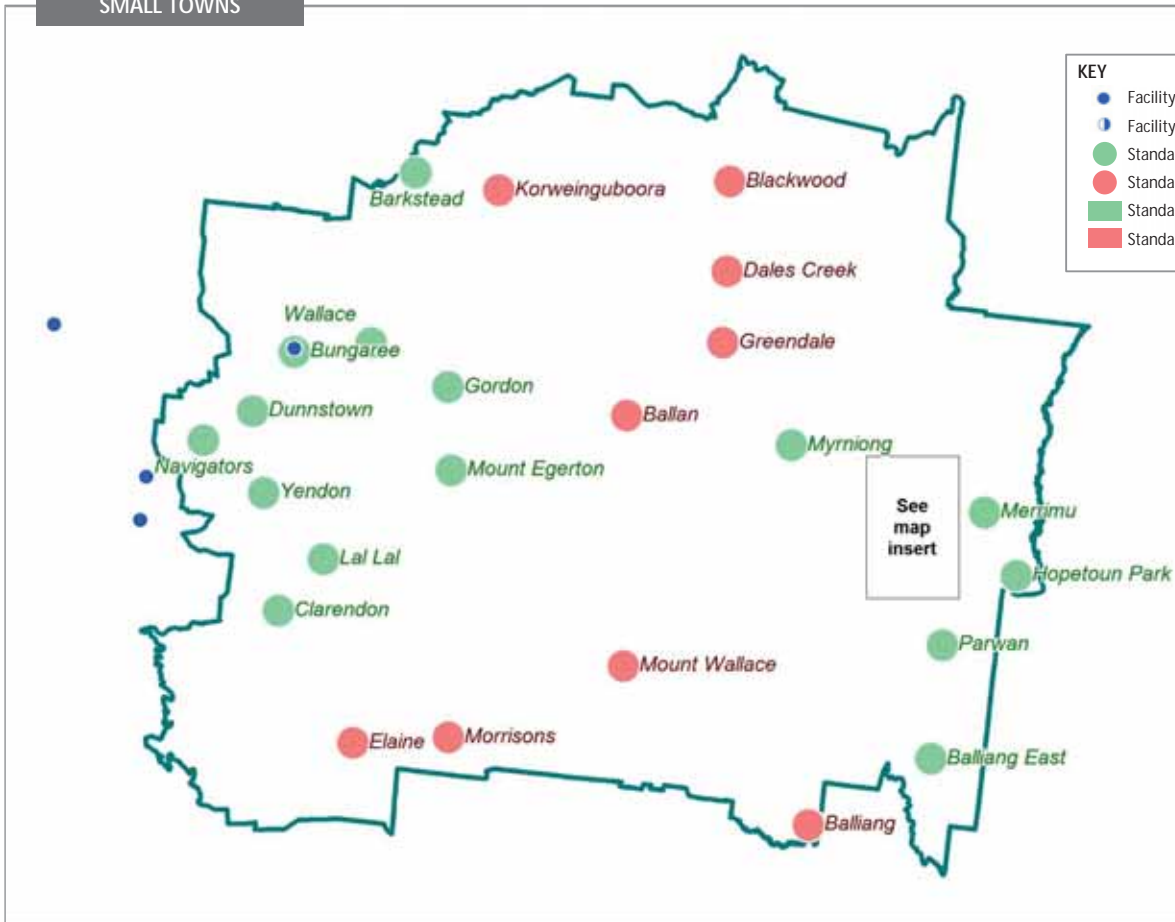 SMALL TOWNS
KEY
Facility
Facility
Standa
Standa
Standa
Standa
Barkstead
Korweinguboora
Blackwood
Dales Creek
Wallace
Bungaree
Greendale
Gordon
Dunnstown
Ballan
Navigators
Mount Egerton
Myrniong
Yendon
See
map
insert
Merrimu
Lal Lal
Hopetoun Park
Clarendon
Parwan
Mount Wallace
Elaine
Morrisons
Balliang East
Balliang